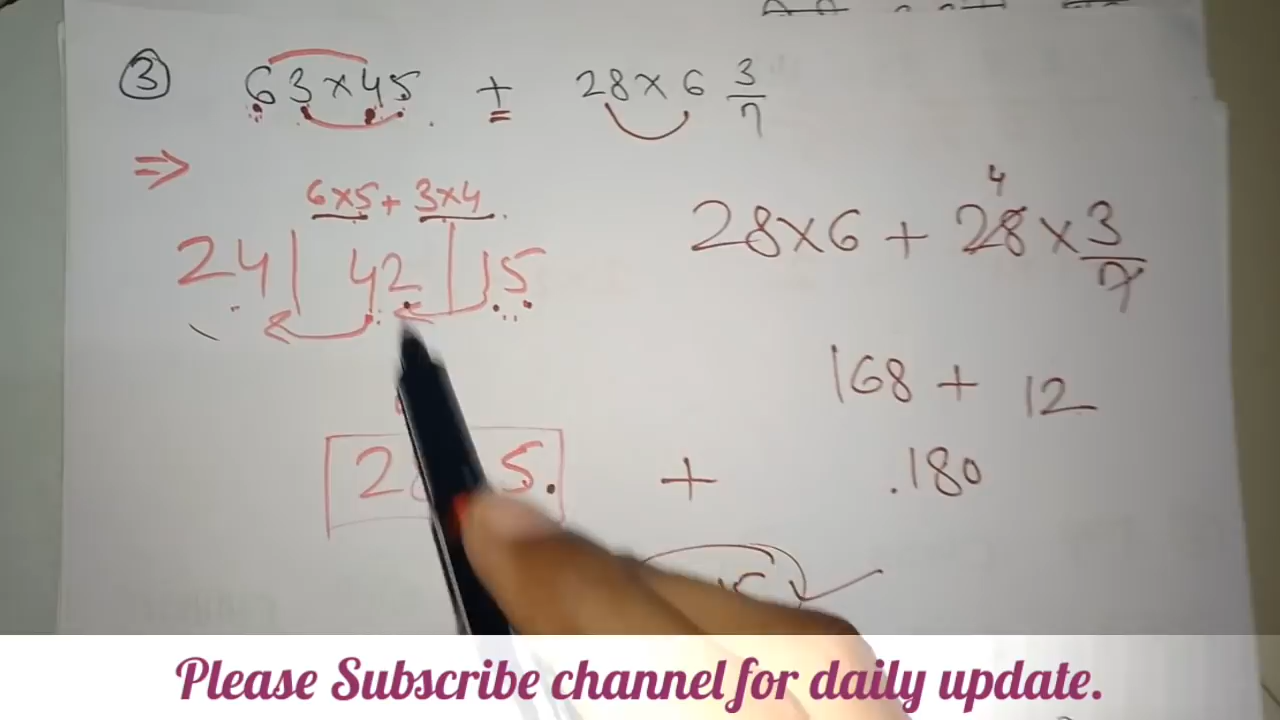 ③ 63×45 + 28×6 3/7
⇒
6×5 + 3×4
24 | 42 | 15
28×6 + 28×3/7
4
168 + 12
5. + .180
Please Subscribe channel for daily update.